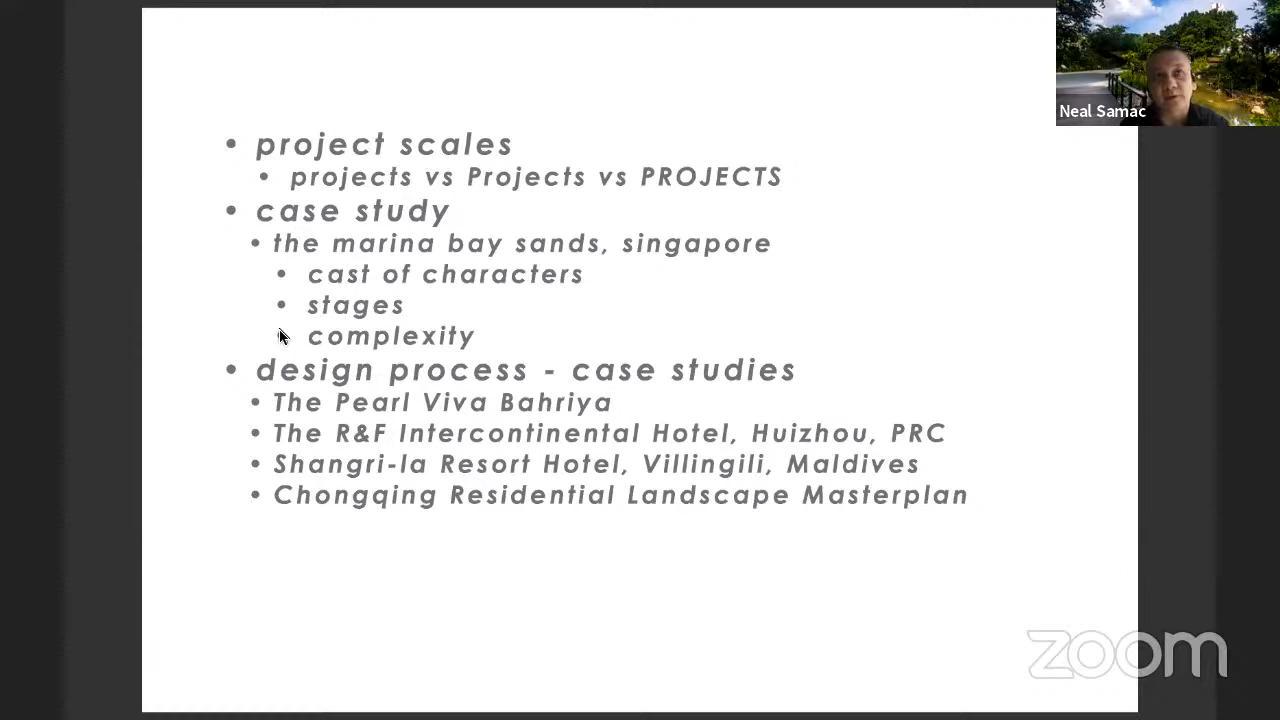 Neal Samac
• project scales
• projects vs Projects vs PROJECTS
• case study
• the marina bay sands, singapore
• cast of characters
• stages
• complexity
• design process - case studies
• The Pearl Viva Bahriya
• The R&F Intercontinental Hotel, Huizhou, PRC
• Shangri-la Resort Hotel, Villingili, Maldives
• Chongqing Residential Landscape Masterplan
zoom